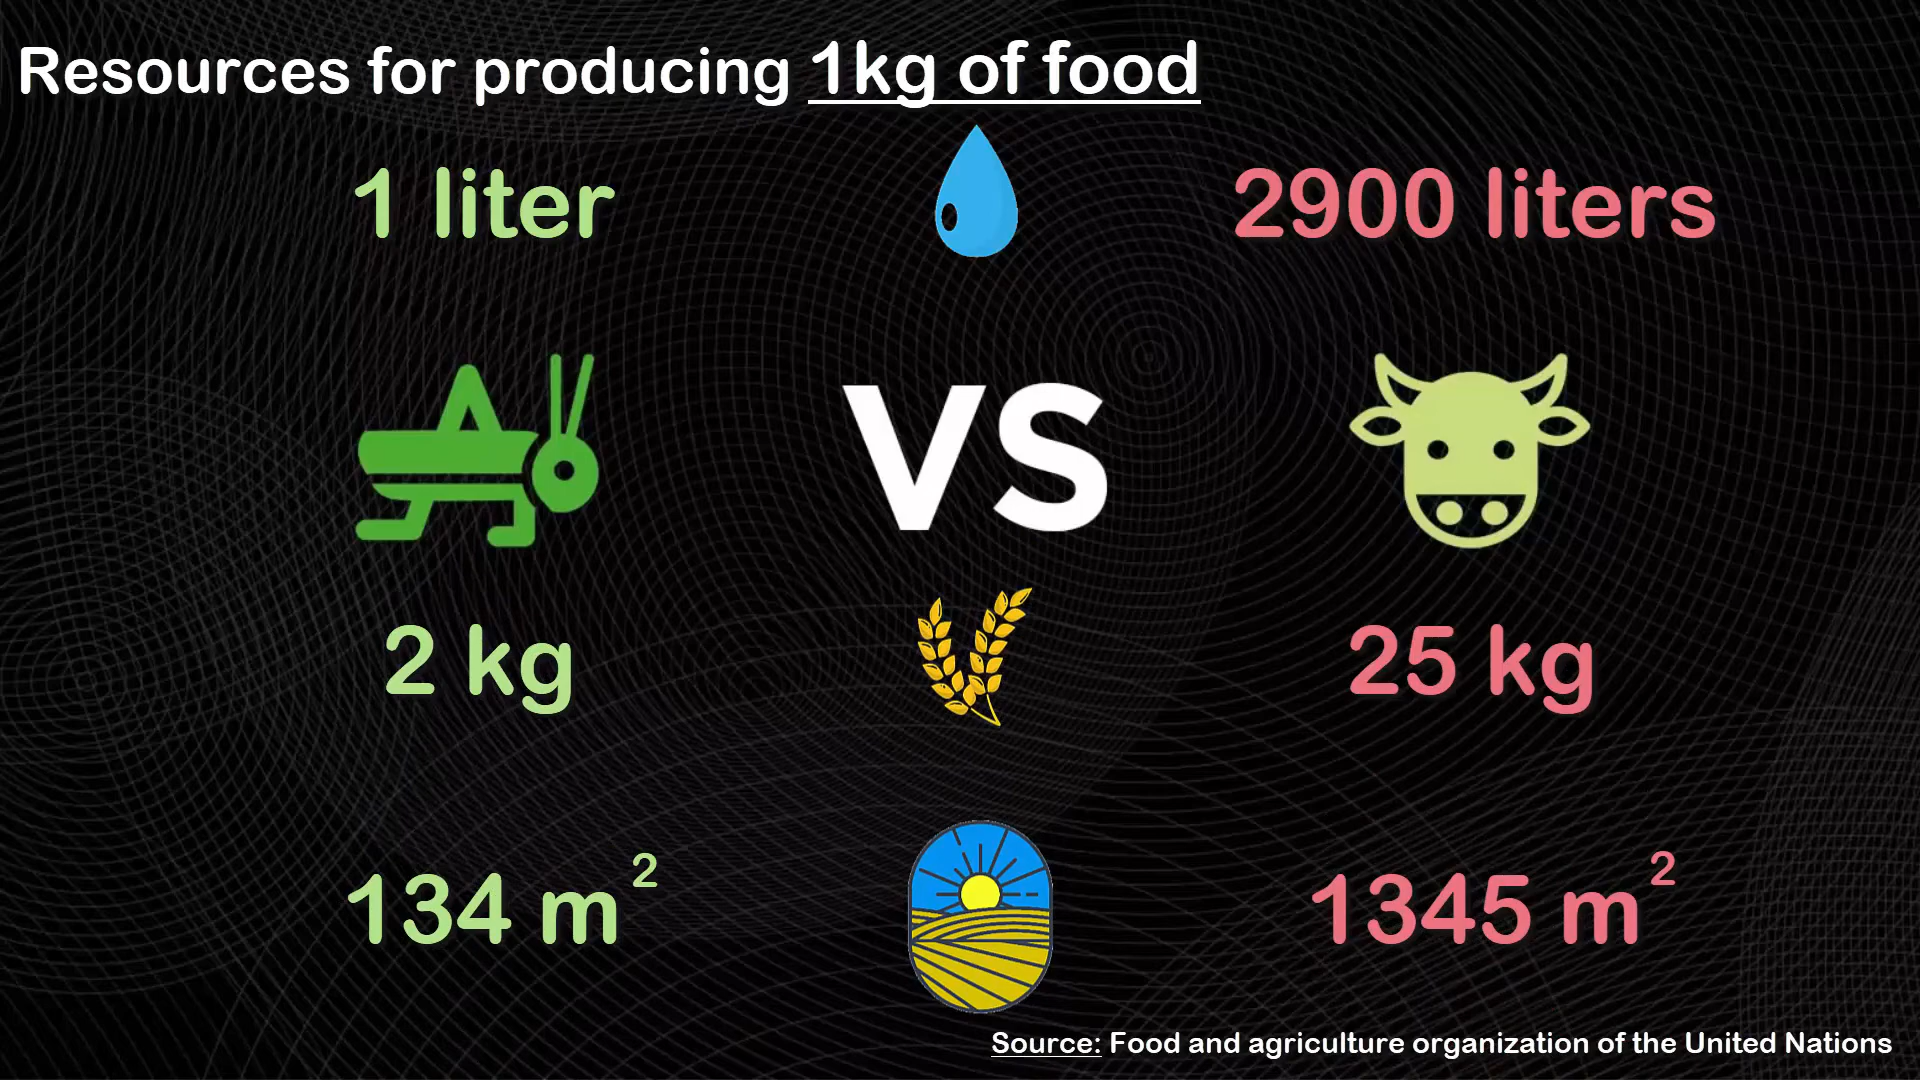 Resources for producing 1kg of food
1 liter
2900 liters
VS
2 kg
25 kg
134 m²
1345 m²
Source: Food and agriculture organization of the United Nations